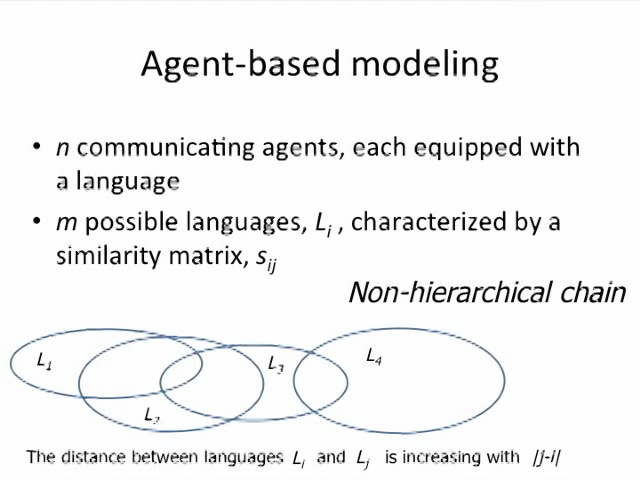 Agent-based modeling
• n communicating agents, each equipped with
a language
• m possible languages, Li , characterized by a
similarity matrix, sij
Non-hierarchical chain
L1
L2
L3
L4
The distance between languages Li and Lj is increasing with |j-i|